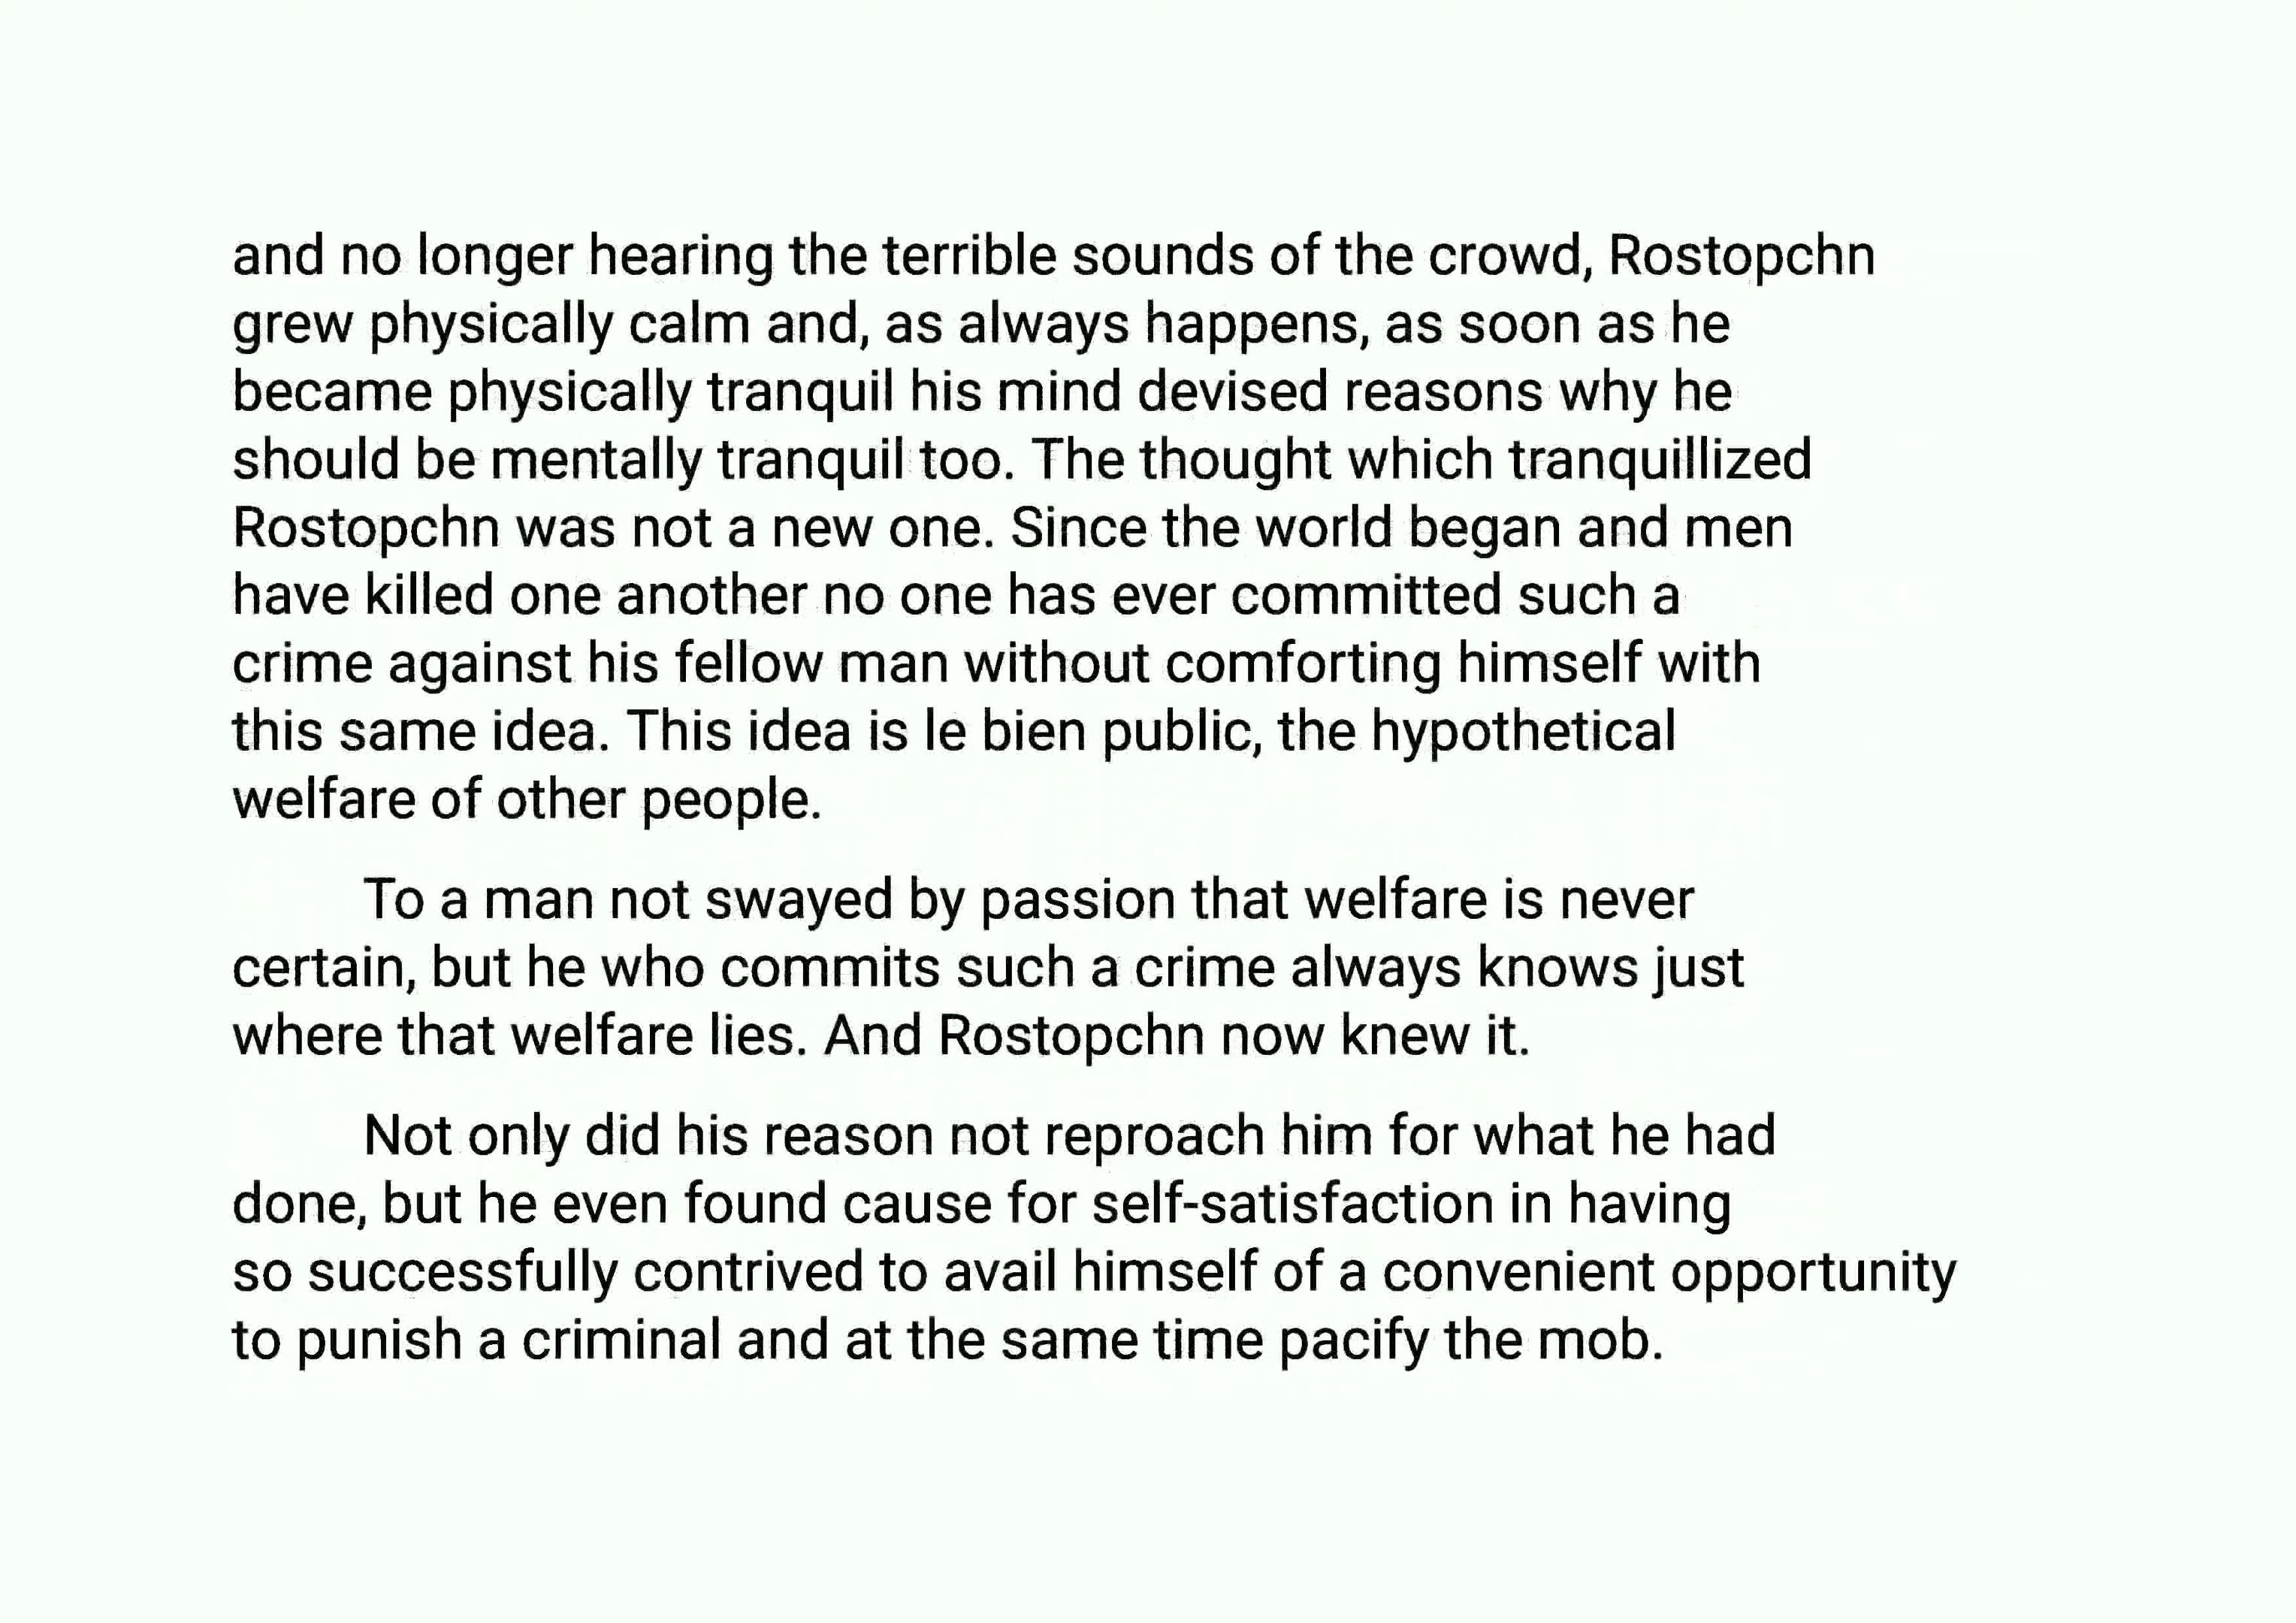 and no longer hearing the terrible sounds of the crowd, Rostopchn
grew physically calm and, as always happens, as soon as he
became physically tranquil his mind devised reasons why he
should be mentally tranquil too. The thought which tranquillized
Rostopchn was not a new one. Since the world began and men
have killed one another no one has ever committed such a
crime against his fellow man without comforting himself with
this same idea. This idea is le bien public, the hypothetical
welfare of other people.
To a man not swayed by passion that welfare is never
certain, but he who commits such a crime always knows just
where that welfare lies. And Rostopchn now knew it.
Not only did his reason not reproach him for what he had
done, but he even found cause for self-satisfaction in having
so successfully contrived to avail himself of a convenient opportunity
to punish a criminal and at the same time pacify the mob.